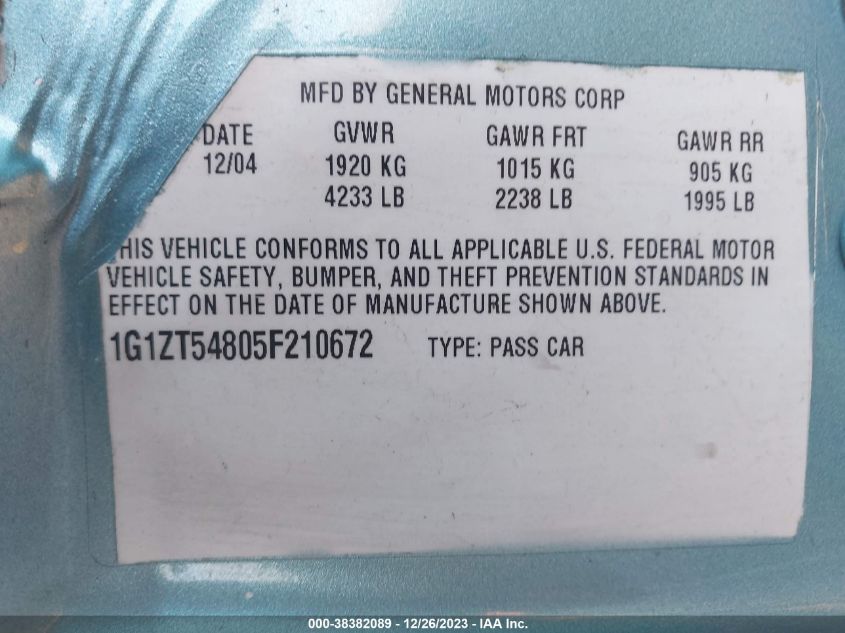 MFD BY GENERAL MOTORS CORP
DATE GVWR GAWR FRT GAWR RR
12/04 1920 KG 1015 KG 905 KG
4233 LB 2238 LB 1995 LB
THIS VEHICLE CONFORMS TO ALL APPLICABLE U.S. FEDERAL MOTOR
VEHICLE SAFETY, BUMPER, AND THEFT PREVENTION STANDARDS IN
EFFECT ON THE DATE OF MANUFACTURE SHOWN ABOVE.
1G1ZT54805F210672 TYPE: PASS CAR
000-38382089 - 12/26/2023 - IAA Inc.